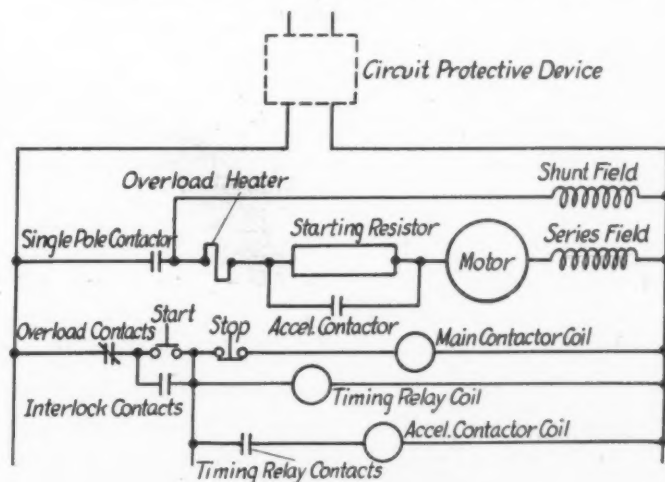 Circuit Protective Device
Overload Heater
Shunt Field
Single Pole Contactor
Starting Resistor
Series Field
Motor
Accel. Contactor
Start
Overload Contacts
Stop
Main Contactor Coil
Interlock Contacts
Timing Relay Coil
Accel. Contactor Coil
Timing Relay Contacts